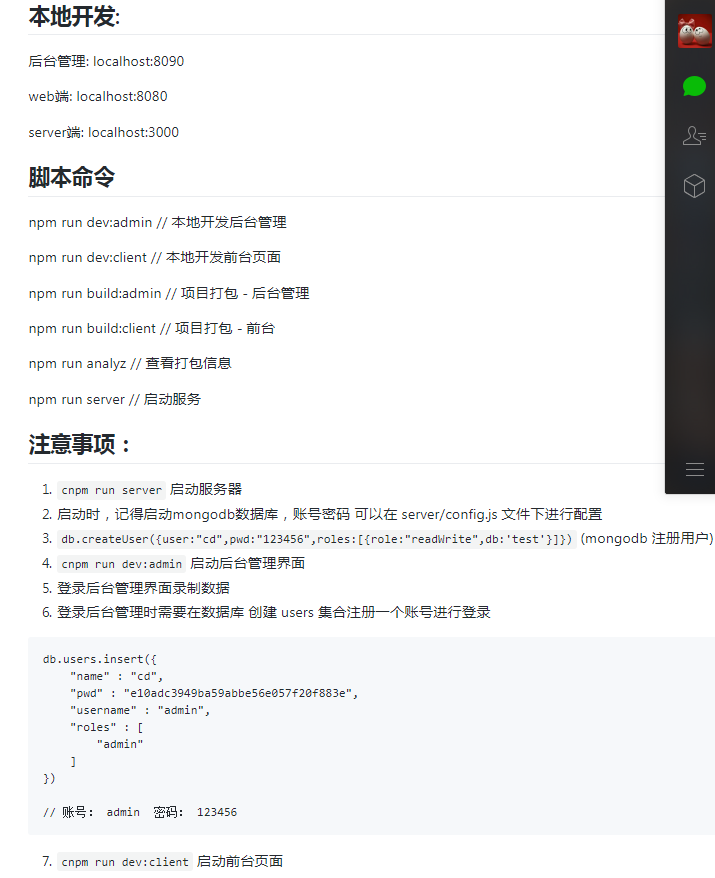 本地开发:
后台管理: localhost:8090
web端: localhost:8080
server端: localhost:3000
脚本命令
npm run dev:admin // 本地开发后台管理
npm run dev:client // 本地开发前台页面
npm run build:admin // 项目打包 - 后台管理
npm run build:client // 项目打包 - 前台
npm run analyz // 查看打包信息
npm run server // 启动服务
注意事项：
1. cnpm run server 启动服务器
2. 启动时，记得启动mongodb数据库，账号密码 可以在 server/config.js 文件下进行配置
3. db.createUser({user:"cd",pwd:"123456",roles:[{role:"readWrite",db:'test'}]}) (mongodb 注册用户)
4. cnpm run dev:admin 启动后台管理界面
5. 登录后台管理界面录制数据
6. 登录后台管理时需要在数据库 创建 users 集合注册一个账号进行登录
db.users.insert({
    "name" : "cd",
    "pwd" : "e10adc3949ba59abbe56e057f20f883e",
    "username" : "admin",
    "roles" : [
        "admin"
    ]
})
// 账号： admin  密码： 123456
7. cnpm run dev:client 启动前台页面